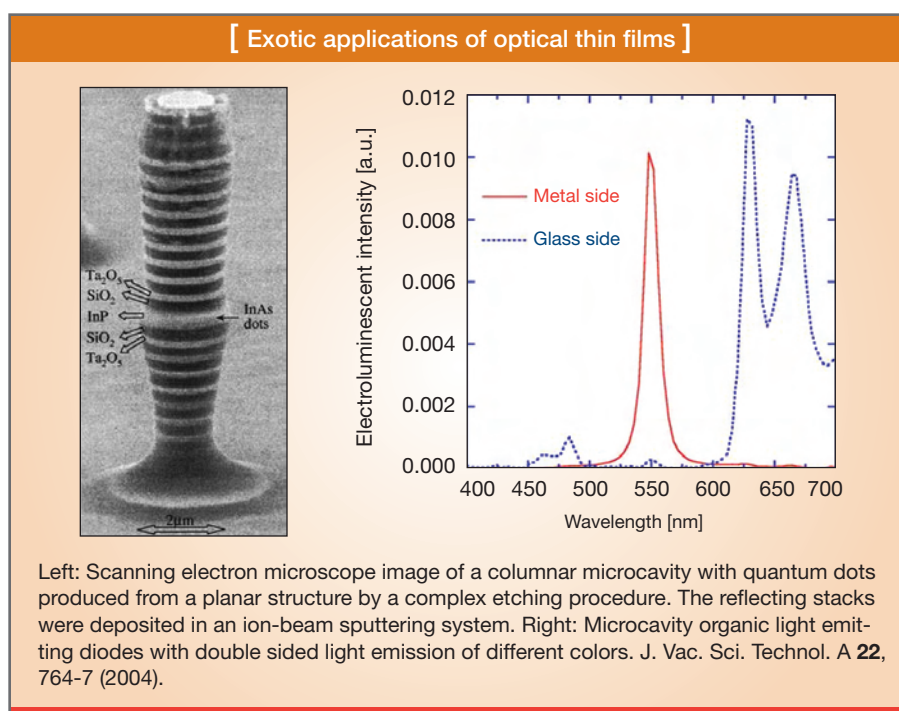 [ Exotic applications of optical thin films ]
Ta₂O₅
SiO₂
InP
SiO₂
Ta₂O₅
InAs
dots
2µm
Electroluminescent intensity [a.u.]
0.012
0.010
0.008
0.006
0.004
0.002
0.000
Metal side
Glass side
400 450 500 550 600 650 700
Wavelength [nm]
Left: Scanning electron microscope image of a columnar microcavity with quantum dots
produced from a planar structure by a complex etching procedure. The reflecting stacks
were deposited in an ion-beam sputtering system. Right: Microcavity organic light emit-
ting diodes with double sided light emission of different colors. J. Vac. Sci. Technol. A 22,
764-7 (2004).